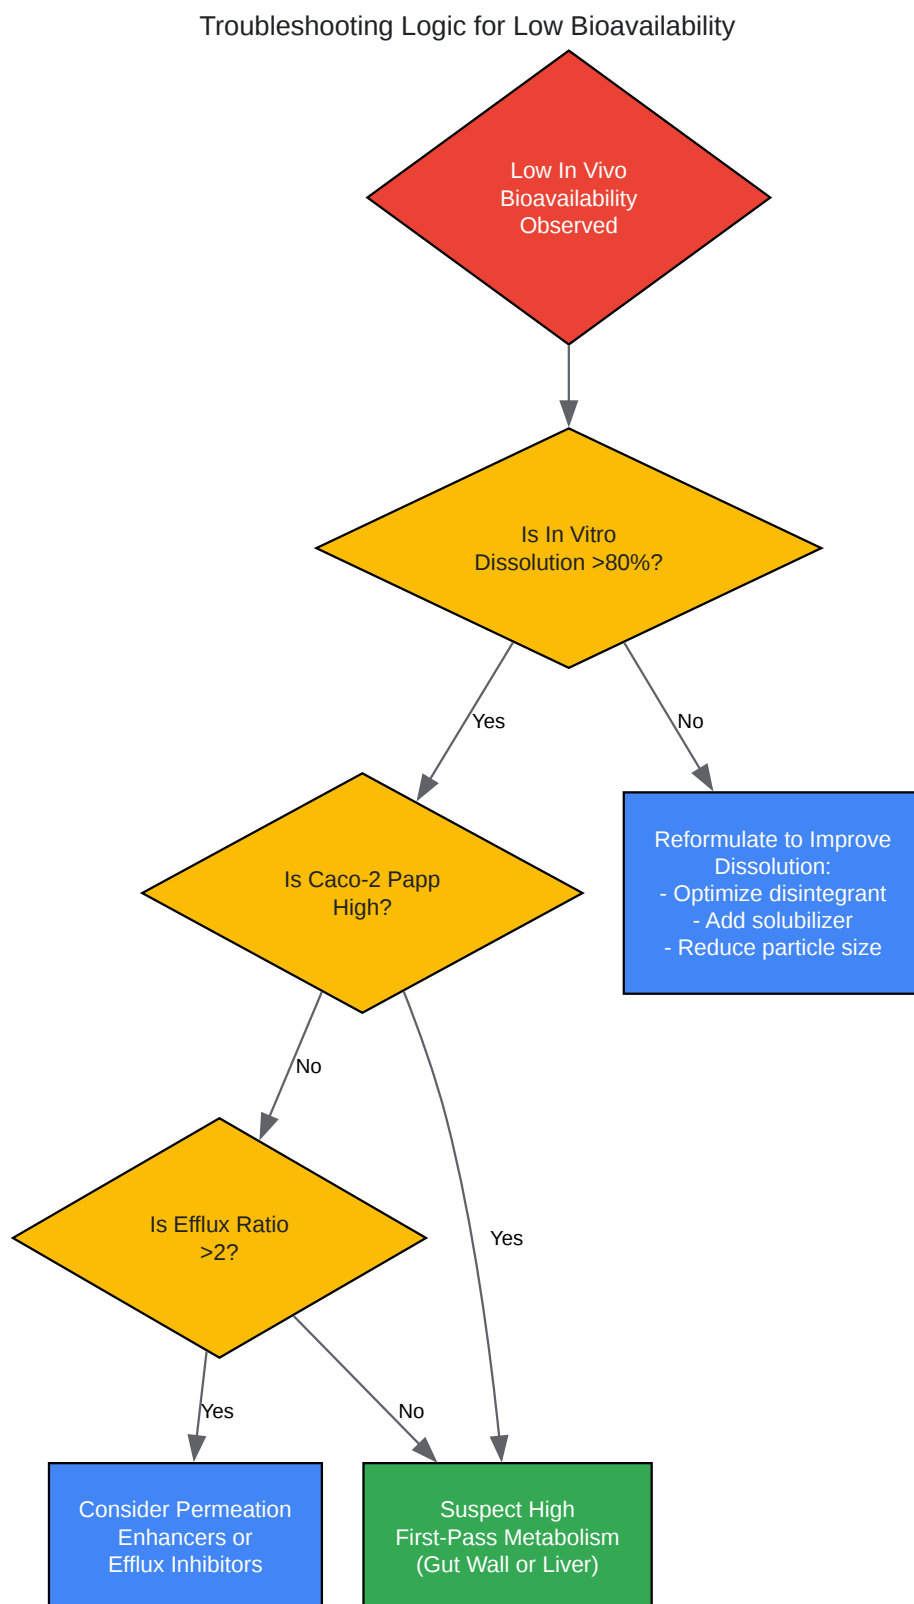 Troubleshooting Logic for Low Bioavailability
Low In Vivo
Bioavailability
Observed
Is In Vitro
Dissolution >80%?
Yes
No
Is Caco-2 Papp
High?
Reformulate to Improve
Dissolution:
- Optimize disintegrant
- Add solubilizer
- Reduce particle size
No
Yes
Is Efflux Ratio
>2?
Yes
No
Consider Permeation
Enhancers or
Efflux Inhibitors
Suspect High
First-Pass Metabolism
(Gut Wall or Liver)